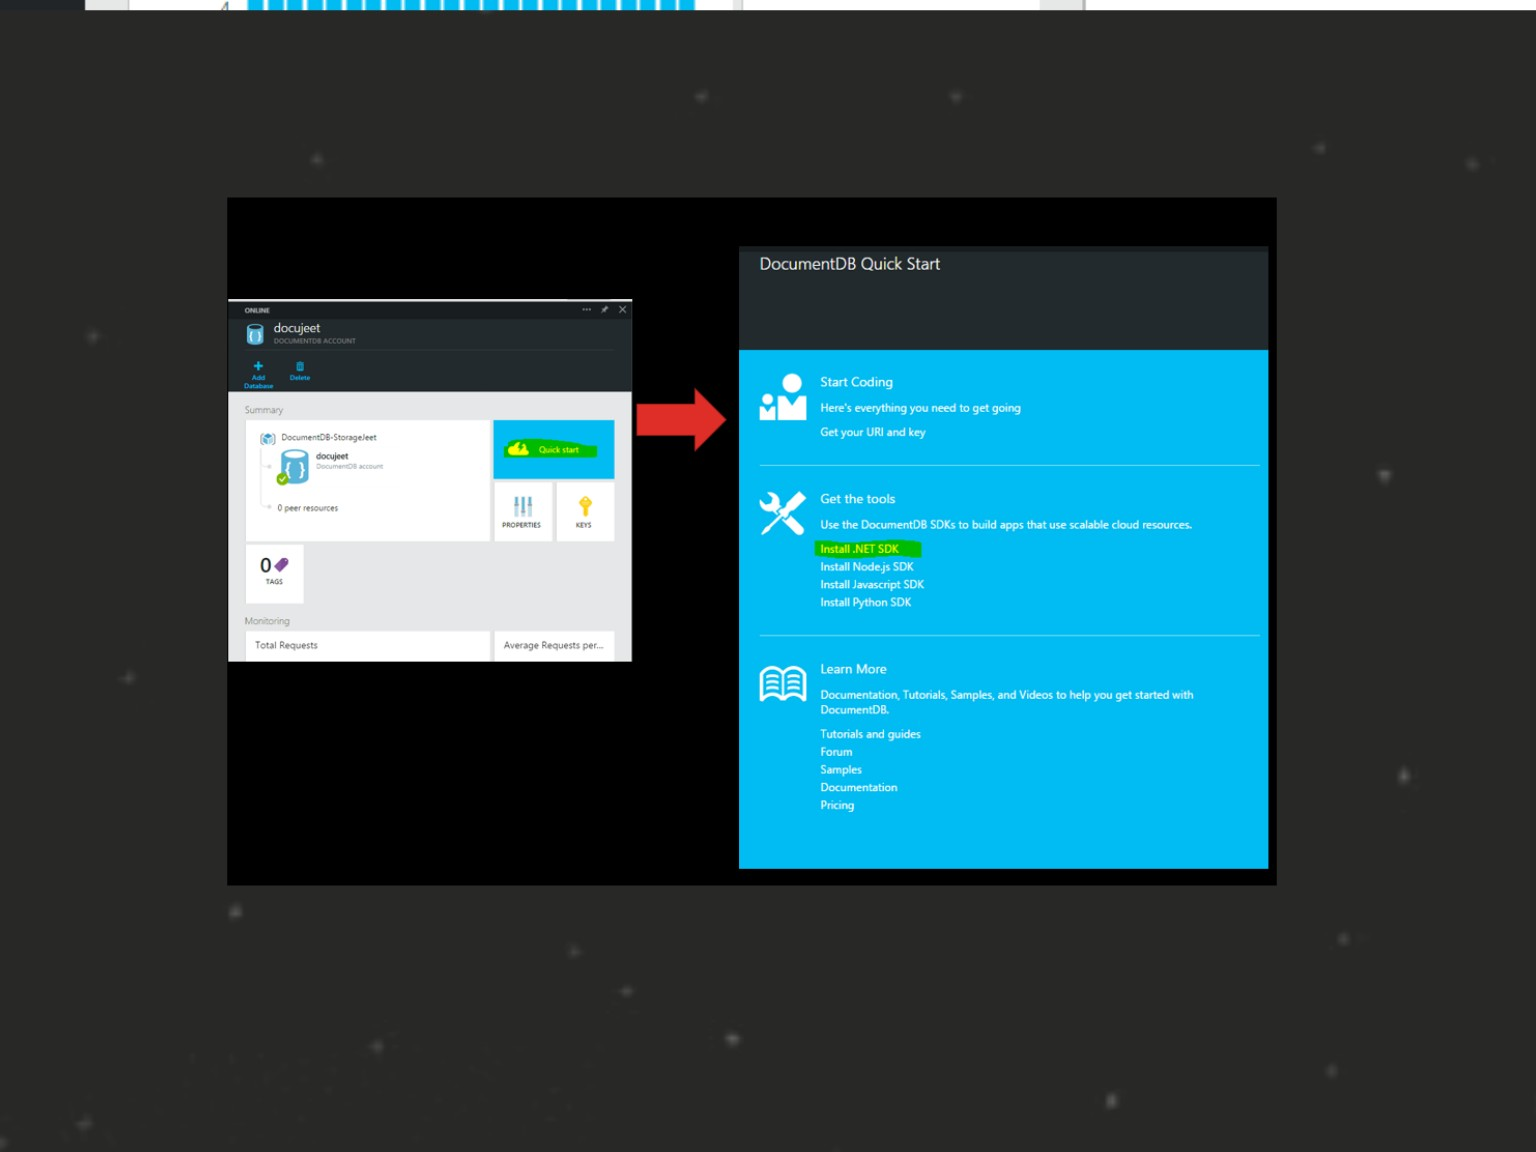 4
ONLINE
docujeet
DOCUMENTDB ACCOUNT
Add
Database
Delete
Summary
DocumentDB-StorageJeet
docujeet
DocumentDB account
0 peer resources
Quick start
PROPERTIES
KEYS
0
TAGS
Monitoring
Total Requests
Average Requests per...
DocumentDB Quick Start
Start Coding
Here's everything you need to get going
Get your URI and key
Get the tools
Use the DocumentDB SDKs to build apps that use scalable cloud resources.
Install .NET SDK
Install Node.js SDK
Install Javascript SDK
Install Python SDK
Learn More
Documentation, Tutorials, Samples, and Videos to help you get started with
DocumentDB.
Tutorials and guides
Forum
Samples
Documentation
Pricing